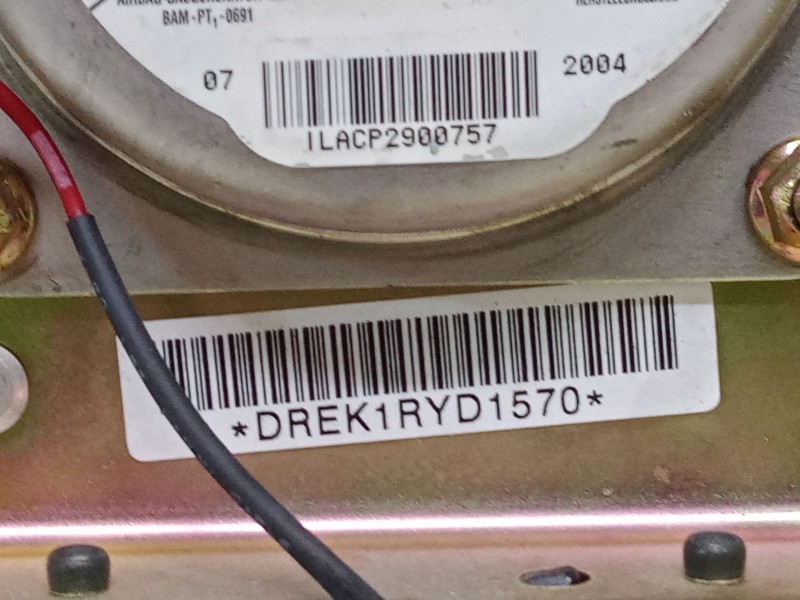 BAM-PT1-0691
07 2004
ILACP2900757
*DREK1RYD1570*